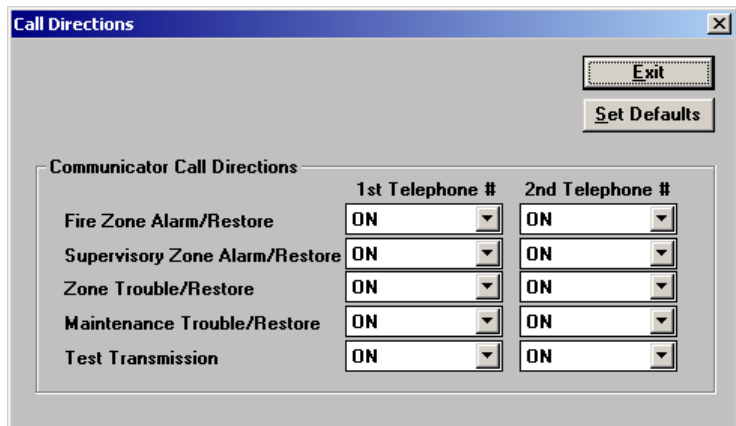 Call Directions
Exit
Set Defaults
Communicator Call Directions
1st Telephone # 2nd Telephone #
Fire Zone Alarm/Restore ON ON
Supervisory Zone Alarm/Restore ON ON
Zone Trouble/Restore ON ON
Maintenance Trouble/Restore ON ON
Test Transmission ON ON